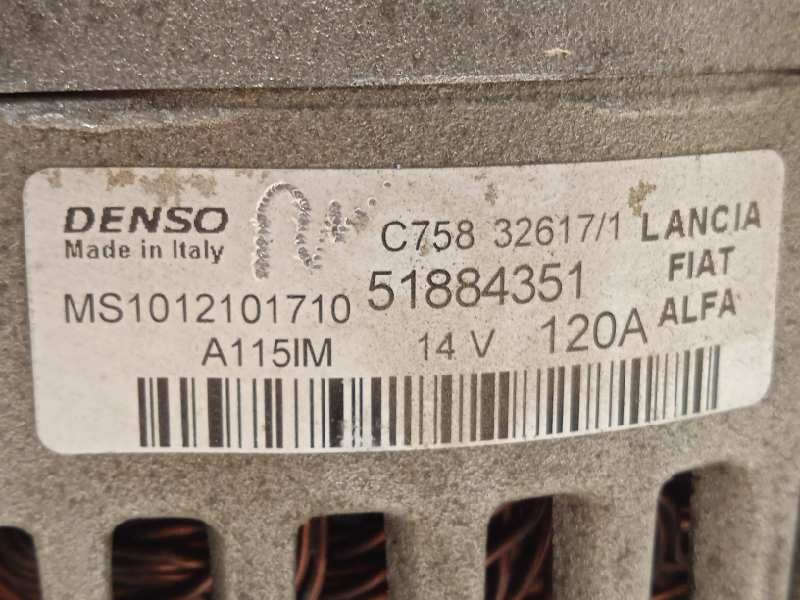 DENSO
Made in Italy
C758 32617/1
LANCIA
FIAT
ALFA
MS1012101710
51884351
A115IM
14 V
120A